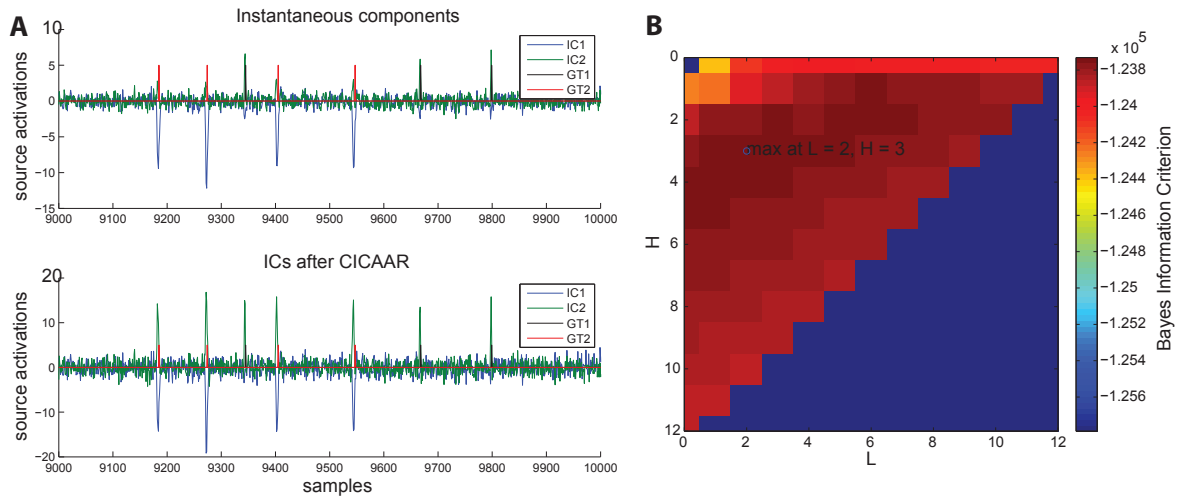 A
Instantaneous components
10
5
0
−5
−10
−15
source activations
9000 9100 9200 9300 9400 9500 9600 9700 9800 9900 10000
IC1
IC2
GT1
GT2
ICs after CICAAR
20
10
0
−10
−20
source activations
9000 9100 9200 9300 9400 9500 9600 9700 9800 9900 10000
samples
IC1
IC2
GT1
GT2
B
0
2
4
6
8
10
12
H
max at L = 2, H = 3
0 2 4 6 8 10 12
L
x 10⁵
−1.238
−1.24
−1.242
−1.244
−1.246
−1.248
−1.25
−1.252
−1.254
−1.256
Bayes Information Criterion